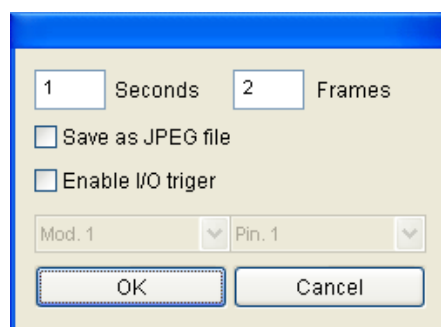 1 Seconds 2 Frames
Save as JPEG file
Enable I/O triger
Mod. 1 Pin. 1
OK Cancel